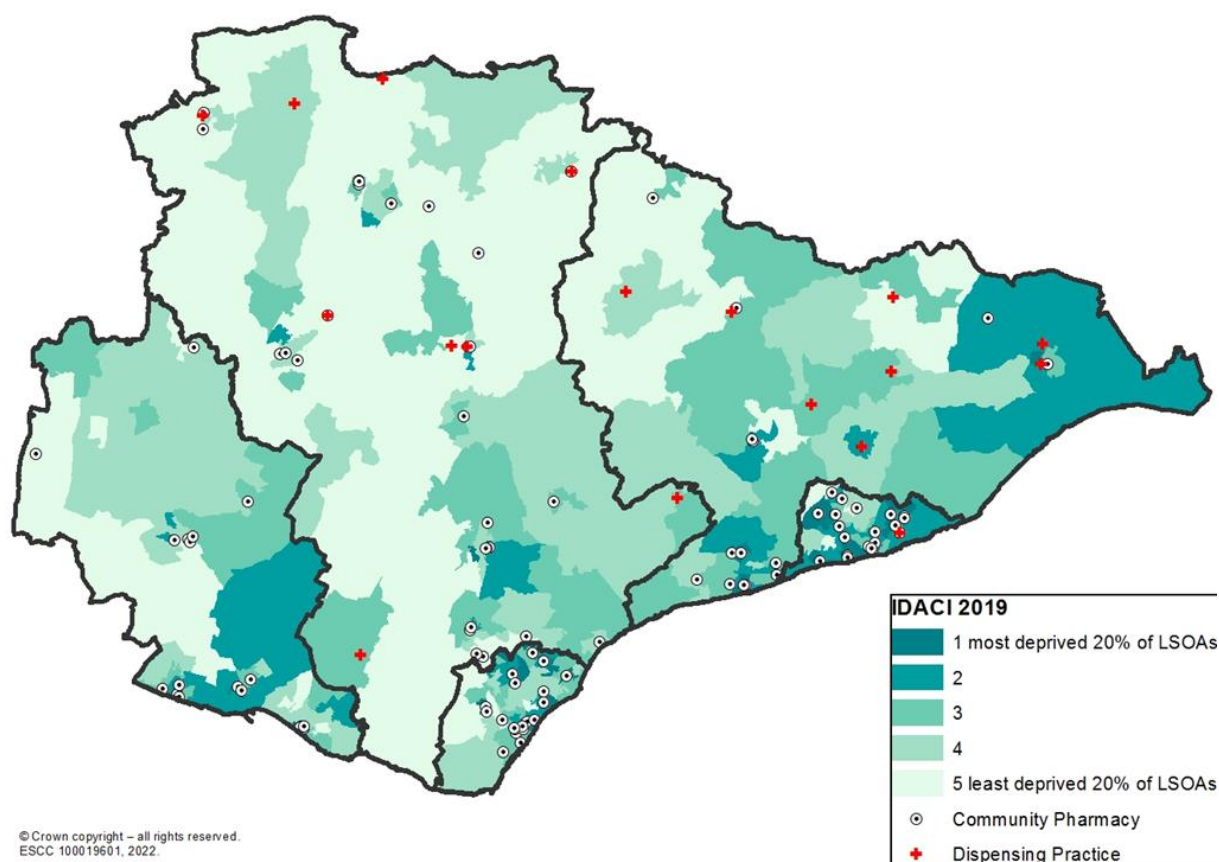 IDACI 2019
1 most deprived 20% of LSOAs
2
3
4
5 least deprived 20% of LSOAs
Community Pharmacy
Dispensing Practice
© Crown copyright – all rights reserved.
ESCC 100019601, 2022.